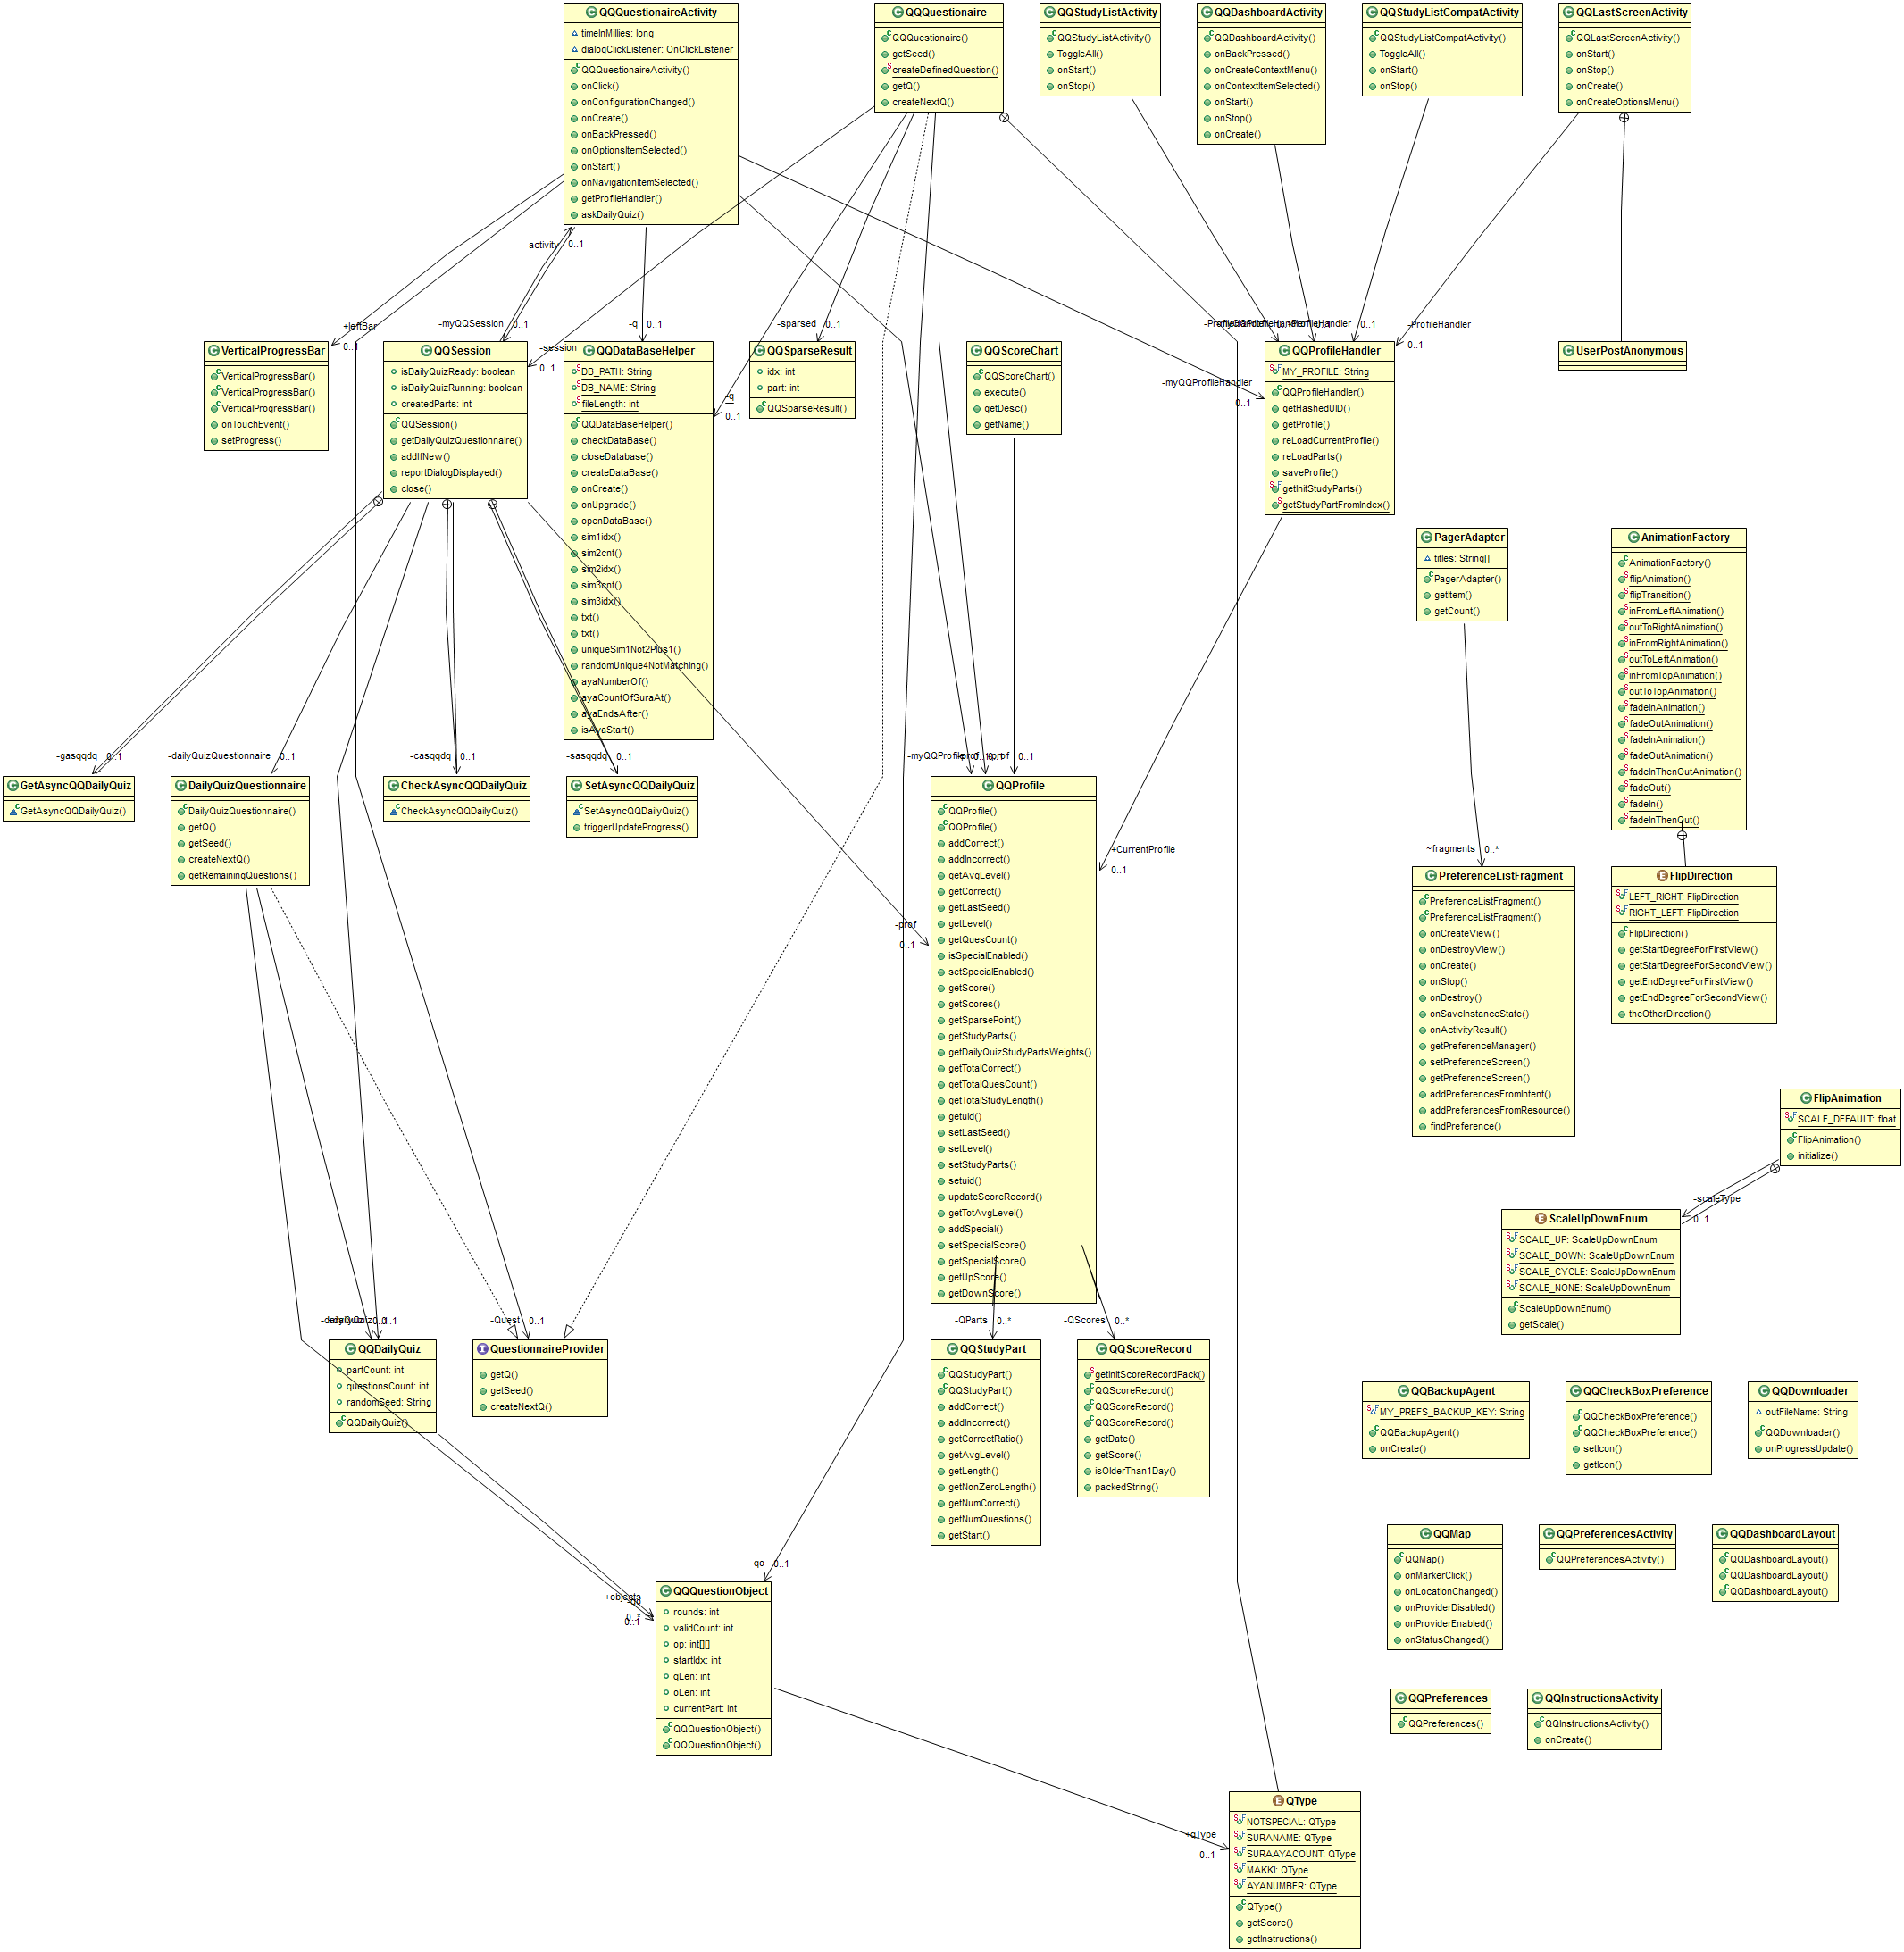 QQQuestionaireActivity
timeInMillies: long
dialogClickListener: OnClickListener
QQQuestionaireActivity()
onClick()
onConfigurationChanged()
onCreate()
onBackPressed()
onOptionsItemSelected()
onStart()
onNavigationItemSelected()
getProfileHandler()
askDailyQuiz()
QQQuestionaire
QQQuestionaire()
getSeed()
createDefinedQuestion()
getQ()
createNextQ()
QQStudyListActivity
QQStudyListActivity()
ToggleAll()
onStart()
onStop()
QQDashboardActivity
QQDashboardActivity()
onBackPressed()
onCreateContextMenu()
onContextItemSelected()
onStart()
onStop()
onCreate()
QQStudyListCompatActivity
QQStudyListCompatActivity()
ToggleAll()
onStart()
onStop()
QQLastScreenActivity
QQLastScreenActivity()
onStart()
onStop()
onCreate()
onCreateOptionsMenu()
-activity
0..1
+leftBar
0..1
-myQQSession
0..1
-q
0..1
-sparsed
0..1
0..1
-ProfileHandler
0..1
-session
0..1
-q
0..1
-myQQProfileHandler
0..1
VerticalProgressBar
VerticalProgressBar()
VerticalProgressBar()
VerticalProgressBar()
onTouchEvent()
setProgress()
QQSession
isDailyQuizReady: boolean
isDailyQuizRunning: boolean
createdParts: int
QQSession()
getDailyQuizQuestionnaire()
addIfNew()
reportDialogDisplayed()
close()
QQDataBaseHelper
DB_PATH: String
DB_NAME: String
fileLength: int
QQDataBaseHelper()
checkDataBase()
closeDatabase()
createDataBase()
onCreate()
onUpgrade()
openDataBase()
sim1idx()
sim2cnt()
sim2idx()
sim3cnt()
sim3idx()
txt()
txt()
uniqueSim1Not2Plus1()
randomUnique4NotMatching()
ayaNumberOf()
ayaCountOfSuraAt()
ayaEndsAfter()
isAyaStart()
QQSparseResult
idx: int
part: int
QQSparseResult()
QQScoreChart
QQScoreChart()
execute()
getDesc()
getName()
QQProfileHandler
MY_PROFILE: String
QQProfileHandler()
getHashedUID()
getProfile()
reLoadCurrentProfile()
reLoadParts()
saveProfile()
getInitStudyParts()
getStudyPartFromIndex()
UserPostAnonymous
PagerAdapter
titles: String[]
PagerAdapter()
getItem()
getCount()
AnimationFactory
AnimationFactory()
flipAnimation()
flipTransition()
inFromLeftAnimation()
outToRightAnimation()
inFromRightAnimation()
outToLeftAnimation()
inFromTopAnimation()
outToTopAnimation()
fadeInAnimation()
fadeOutAnimation()
fadeInAnimation()
fadeOutAnimation()
fadeInThenOutAnimation()
fadeOut()
fadeIn()
fadeInThenOut()
-gasqqdq
0..1
-dailyQuizQuestionnaire
0..1
-casqqdq
0..1
-sasqqdq
0..1
0..1
GetAsyncQQDailyQuiz
GetAsyncQQDailyQuiz()
DailyQuizQuestionnaire
DailyQuizQuestionnaire()
getQ()
getSeed()
createNextQ()
getRemainingQuestions()
CheckAsyncQQDailyQuiz
CheckAsyncQQDailyQuiz()
SetAsyncQQDailyQuiz
SetAsyncQQDailyQuiz()
triggerUpdateProgress()
QQProfile
QQProfile()
QQProfile()
addCorrect()
addIncorrect()
getAvgLevel()
getCorrect()
getLastSeed()
getLevel()
getQuesCount()
isSpecialEnabled()
setSpecialEnabled()
getScore()
getScores()
getSparsePoint()
getStudyParts()
getDailyQuizStudyPartsWeights()
getTotalCorrect()
getTotalQuesCount()
getTotalStudyLength()
getuid()
setLastSeed()
setLevel()
setStudyParts()
setuid()
updateScoreRecord()
getTotAvgLevel()
addSpecial()
setSpecialScore()
getSpecialScore()
getUpScore()
getDownScore()
+CurrentProfile
0..1
-prof
0..1
~fragments
0..*
PreferenceListFragment
PreferenceListFragment()
PreferenceListFragment()
onCreateView()
onDestroyView()
onCreate()
onStop()
onDestroy()
onSaveInstanceState()
onActivityResult()
getPreferenceManager()
setPreferenceScreen()
getPreferenceScreen()
addPreferencesFromIntent()
addPreferencesFromResource()
findPreference()
FlipDirection
LEFT_RIGHT: FlipDirection
RIGHT_LEFT: FlipDirection
FlipDirection()
getStartDegreeForFirstView()
getStartDegreeForSecondView()
getEndDegreeForFirstView()
getEndDegreeForSecondView()
theOtherDirection()
FlipAnimation
SCALE_DEFAULT: float
FlipAnimation()
initialize()
-scaleType
0..1
ScaleUpDownEnum
SCALE_UP: ScaleUpDownEnum
SCALE_DOWN: ScaleUpDownEnum
SCALE_CYCLE: ScaleUpDownEnum
SCALE_NONE: ScaleUpDownEnum
ScaleUpDownEnum()
getScale()
-Quest
0..1
-QParts
0..*
-QScores
0..*
QQDailyQuiz
partCount: int
questionsCount: int
randomSeed: String
QQDailyQuiz()
QuestionnaireProvider
getQ()
getSeed()
createNextQ()
QQStudyPart
QQStudyPart()
QQStudyPart()
addCorrect()
addIncorrect()
getCorrectRatio()
getAvgLevel()
getLength()
getNonZeroLength()
getNumCorrect()
getNumQuestions()
getStart()
QQScoreRecord
getInitScoreRecordPack()
QQScoreRecord()
QQScoreRecord()
QQScoreRecord()
getDate()
getScore()
isOlderThan1Day()
packedString()
QQBackupAgent
MY_PREFS_BACKUP_KEY: String
QQBackupAgent()
onCreate()
QQCheckBoxPreference
QQCheckBoxPreference()
QQCheckBoxPreference()
setIcon()
getIcon()
QQDownloader
outFileName: String
QQDownloader()
onProgressUpdate()
QQMap
QQMap()
onMarkerClick()
onLocationChanged()
onProviderDisabled()
onProviderEnabled()
onStatusChanged()
QQPreferencesActivity
QQPreferencesActivity()
QQDashboardLayout
QQDashboardLayout()
QQDashboardLayout()
QQDashboardLayout()
-qo
0..1
+objects
0..*
0..1
QQQuestionObject
rounds: int
validCount: int
op: int[][]
startIdx: int
qLen: int
oLen: int
currentPart: int
QQQuestionObject()
QQQuestionObject()
QQPreferences
QQPreferences()
QQInstructionsActivity
QQInstructionsActivity()
onCreate()
+qType
0..1
QType
NOTSPECIAL: QType
SURANAME: QType
SURAAYACOUNT: QType
MAKKI: QType
AYANUMBER: QType
QType()
getScore()
getInstructions()